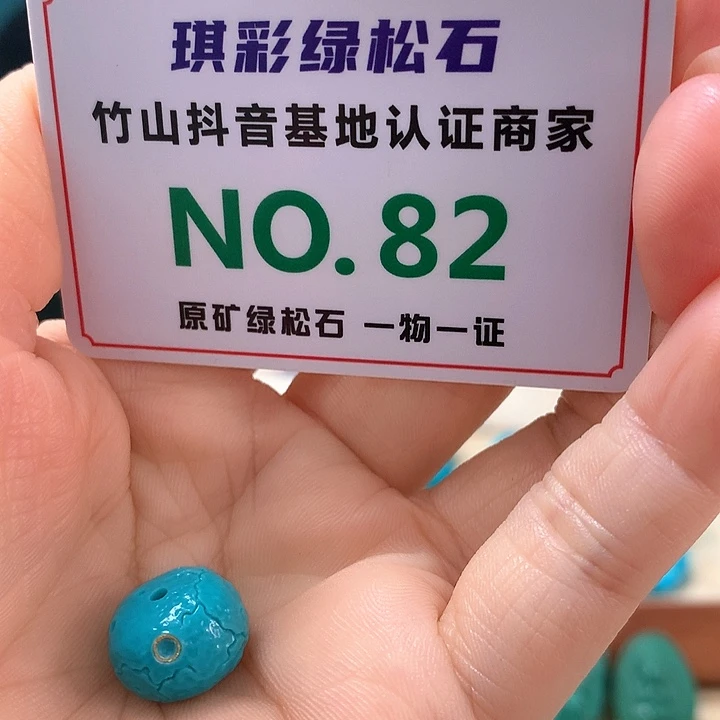 琪彩绿松石
竹山抖音基地认证商家
NO.82
原矿绿松石 一物一证